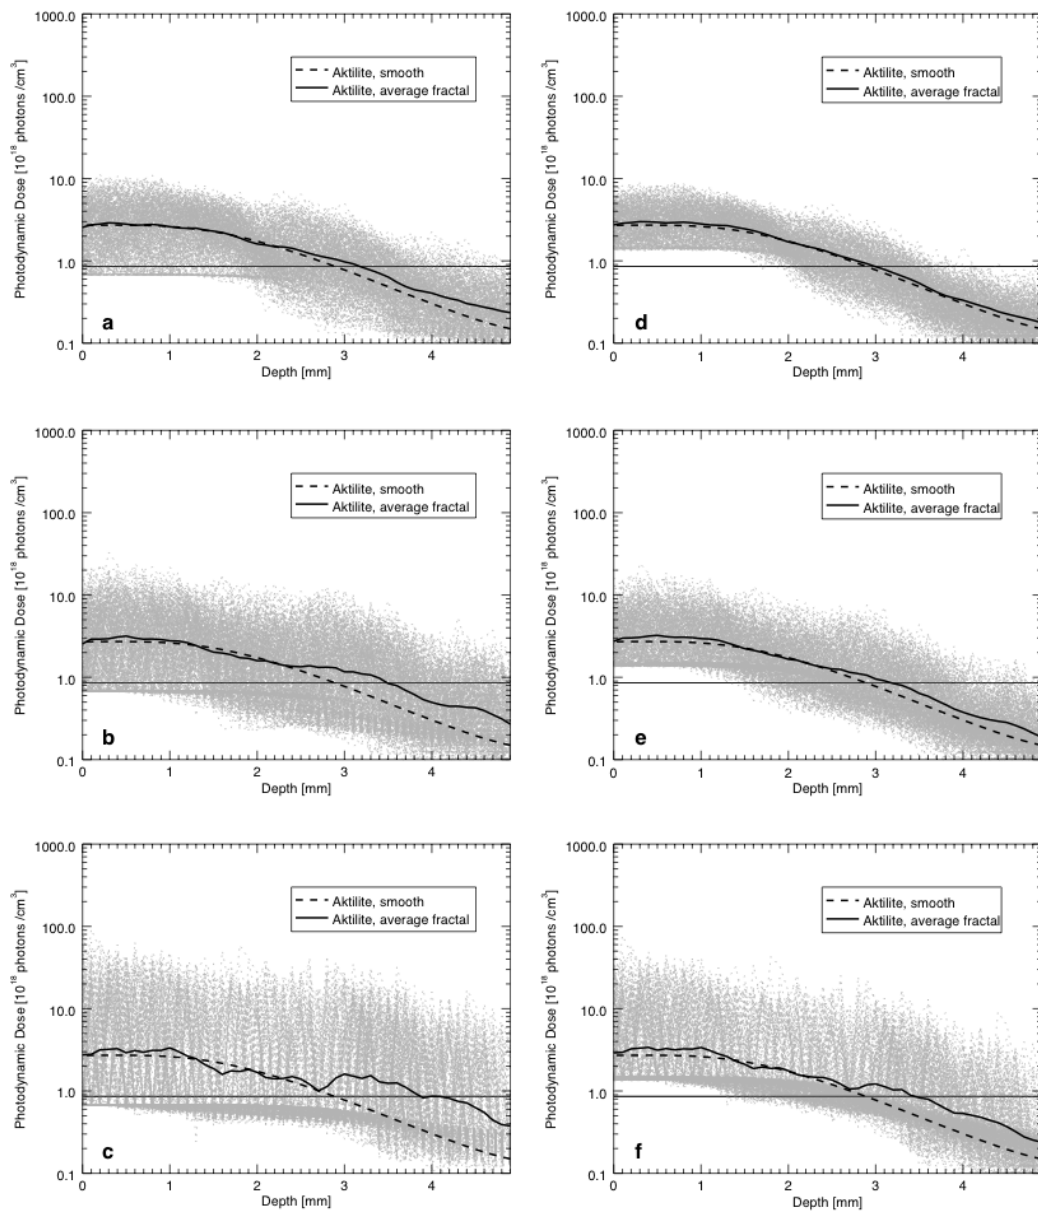 1000.0
100.0
10.0
1.0
0.1
Photodynamic Dose [10^18 photons /cm^3]
Aktilite, smooth
Aktilite, average fractal
a
0 1 2 3 4
Depth [mm]
1000.0
100.0
10.0
1.0
0.1
Photodynamic Dose [10^18 photons /cm^3]
Aktilite, smooth
Aktilite, average fractal
d
0 1 2 3 4
Depth [mm]
1000.0
100.0
10.0
1.0
0.1
Photodynamic Dose [10^18 photons /cm^3]
Aktilite, smooth
Aktilite, average fractal
b
0 1 2 3 4
Depth [mm]
1000.0
100.0
10.0
1.0
0.1
Photodynamic Dose [10^18 photons /cm^3]
Aktilite, smooth
Aktilite, average fractal
e
0 1 2 3 4
Depth [mm]
1000.0
100.0
10.0
1.0
0.1
Photodynamic Dose [10^18 photons /cm^3]
Aktilite, smooth
Aktilite, average fractal
c
0 1 2 3 4
Depth [mm]
1000.0
100.0
10.0
1.0
0.1
Photodynamic Dose [10^18 photons /cm^3]
Aktilite, smooth
Aktilite, average fractal
f
0 1 2 3 4
Depth [mm]